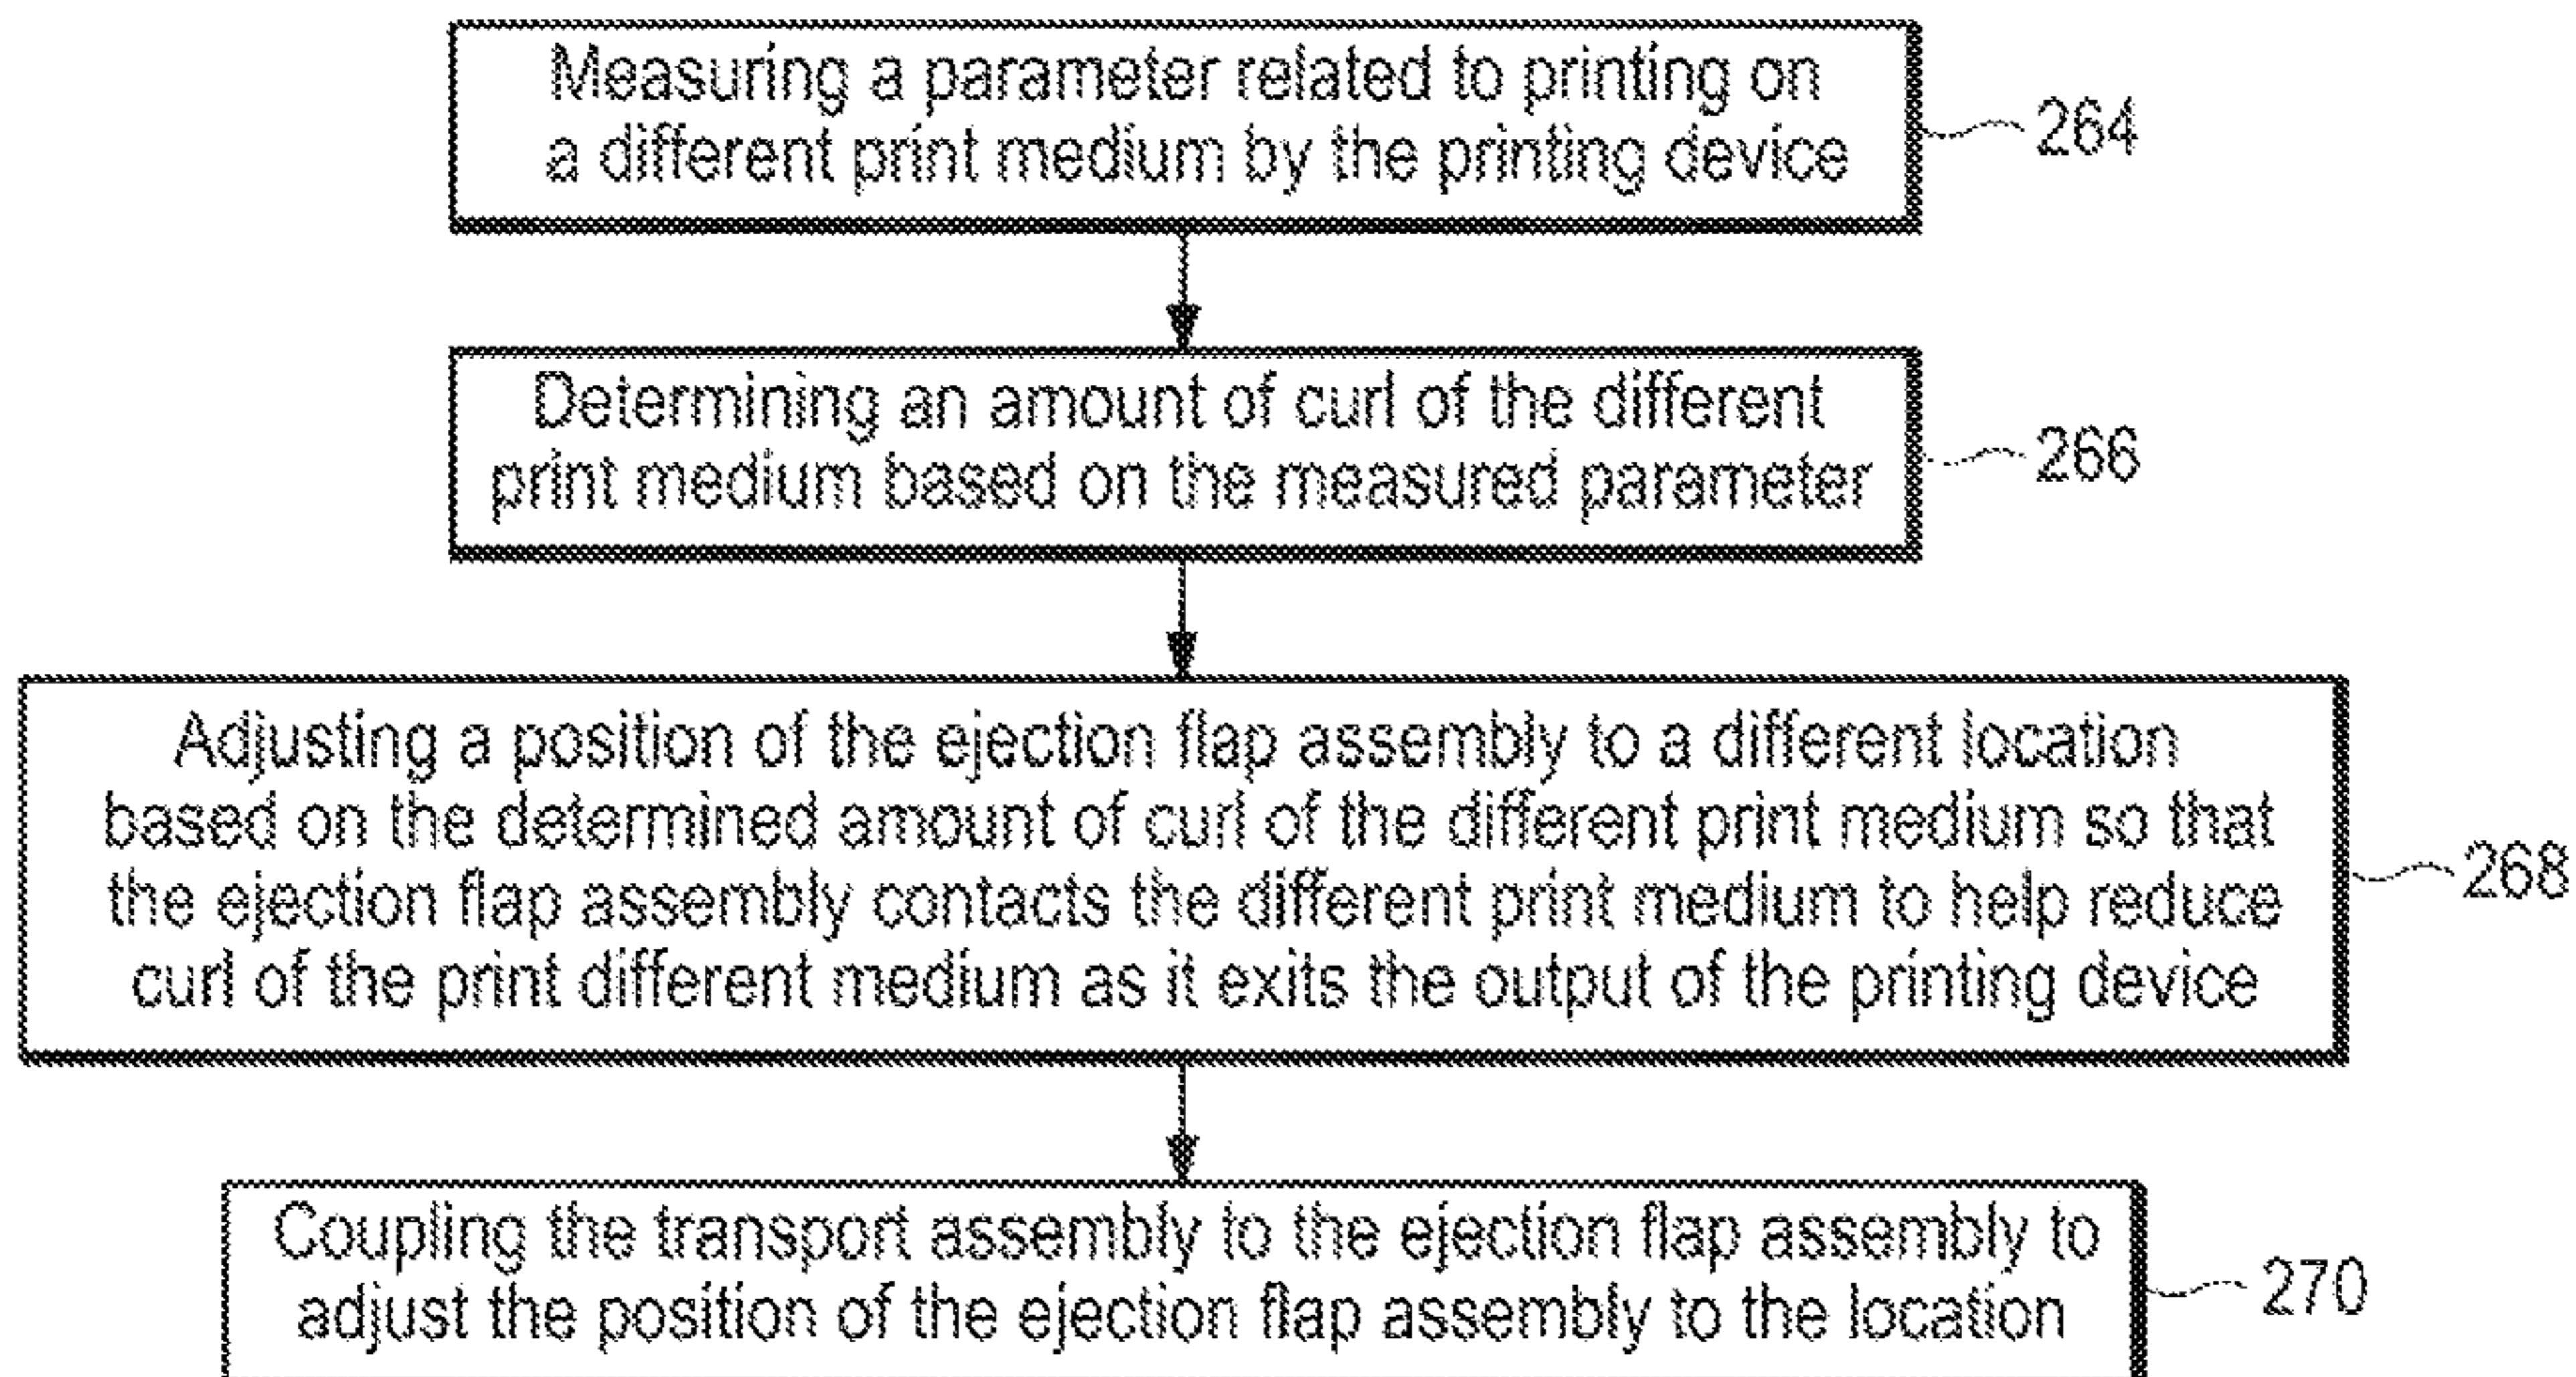 Measuring a parameter related to printing on
a different print medium by the printing device
264
Determining an amount of curl of the different
print medium based on the measured parameter
266
Adjusting a position of the ejection flap assembly to a different location
based on the determined amount of curl of the different print medium so that
the ejection flap assembly contacts the different print medium to help reduce
curl of the print different medium as it exits the output of the printing device
268
Coupling the transport assembly to the ejection flap assembly to
adjust the position of the ejection flap assembly to the location
270